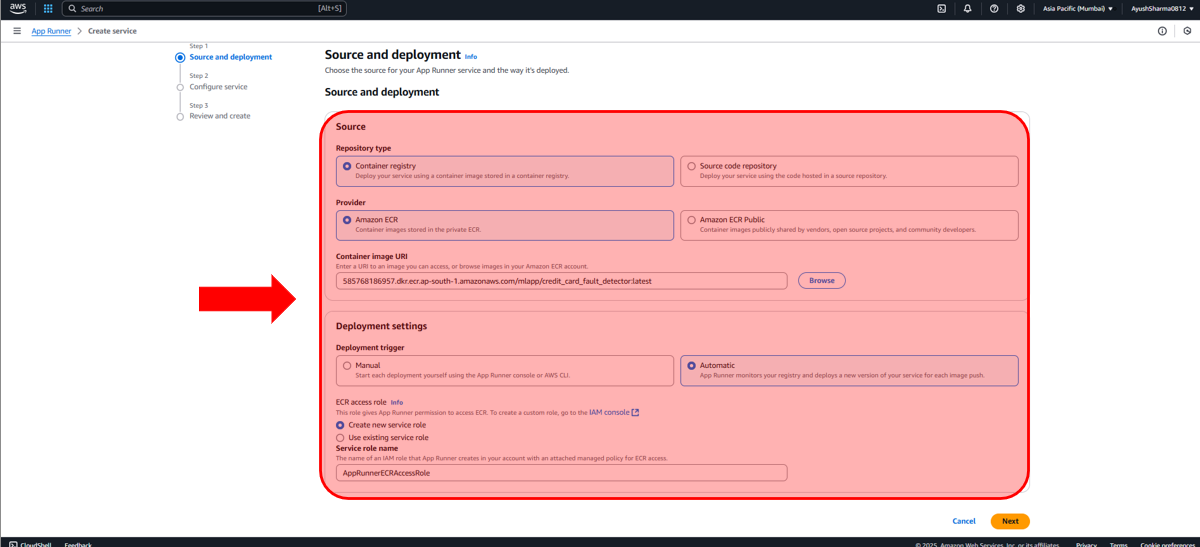 aws
Search [Alt+S] Asia Pacific (Mumbai) AyushSharma0812
App Runner Create service
Step 1
Source and deployment
Step 2
Configure service
Step 3
Review and create
Source and deployment Info
Choose the source for your App Runner service and the way it's deployed.
Source and deployment
Source
Repository type
Container registry
Deploy your service using a container image stored in a container registry.
Source code repository
Deploy your service using the code hosted in a source repository.
Provider
Amazon ECR
Container images stored in the private ECR.
Amazon ECR Public
Container images publicly shared by vendors, open source projects, and community developers.
Container image URI
Enter a URI to an image you can access, or browse images in your Amazon ECR account.
585768186957.dkr.ecr.ap-south-1.amazonaws.com/mlapp/credit_card_fault_detector:latest
Browse
Deployment settings
Deployment trigger
Manual
Start each deployment yourself using the App Runner console or AWS CLI.
Automatic
App Runner monitors your registry and deploys a new version of your service for each image push.
ECR access role Info
This role gives App Runner permission to access ECR. To create a custom role, go to the IAM console
Create new service role
Use existing service role
Service role name
The name of an IAM role that App Runner creates in your account with an attached managed policy for ECR access.
AppRunnerECRAccessRole
Cancel Next
CloudShell Feedback © 2025, Amazon Web Services, Inc. or its affiliates. Privacy Terms Cookie preferences